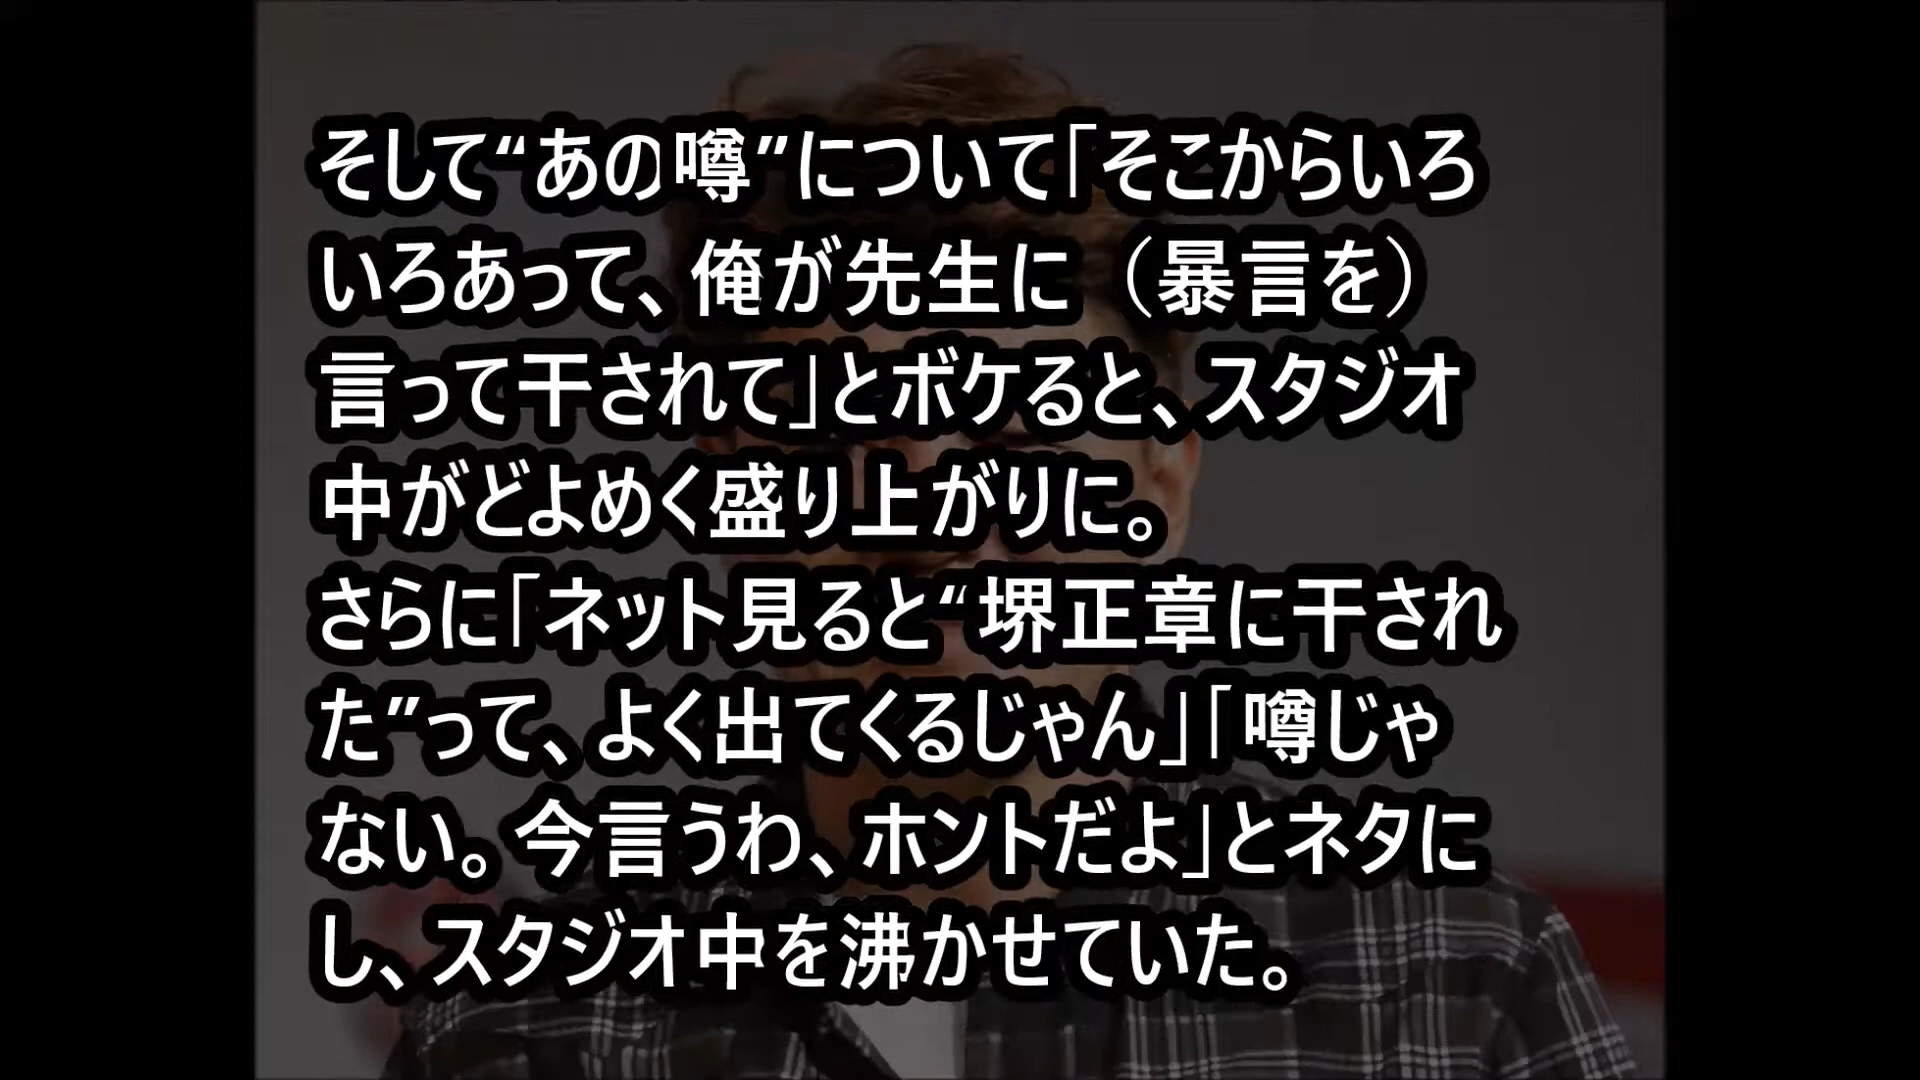 そして“あの噂”について「そこからいろ
いろあって、俺が先生に（暴言を）
言って干されて」とボケると、スタジオ
中がどよめく盛り上がりに。
さらに「ネット見ると“堺正章に干され
た”って、よく出てくるじゃん」「噂じゃ
ない。今言うわ、ホントだよ」とネタに
し、スタジオ中を沸かせていた。